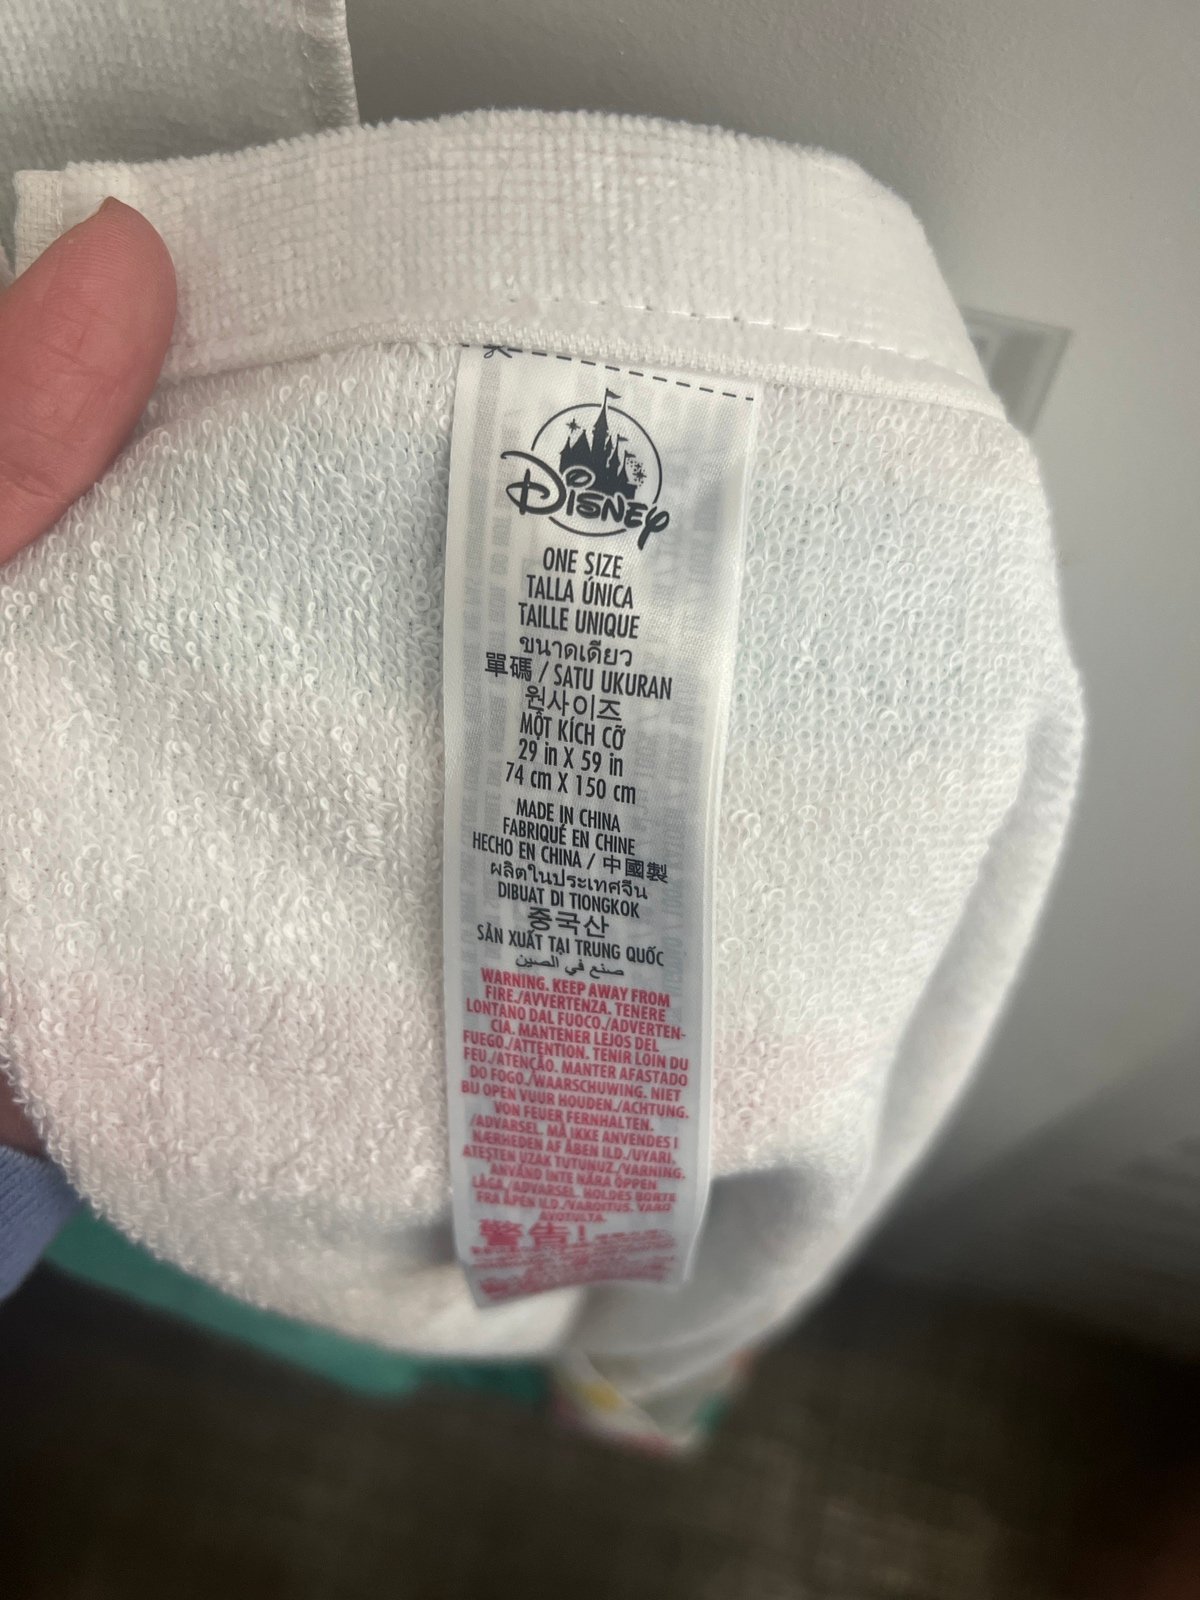 Disney
ONE SIZE
TALLA ÚNICA
TAILLE UNIQUE
ขนาดเดียว
單碼 / SATU UKURAN
원사이즈
MỘT KÍCH CỠ
29 in X 59 in
74 cm X 150 cm
MADE IN CHINA
FABRIQUÉ EN CHINE
HECHO EN CHINA / 中國製
ผลิตในประเทศจีน
DIBUAT DI TIONGKOK
중국산
SẢN XUẤT TẠI TRUNG QUỐC
صنع في الصين
WARNING. KEEP AWAY FROM
FIRE./AVVERTENZA. TENERE
LONTANO DAL FUOCO./ADVERTEN-
CIA. MANTENER LEJOS DEL
FUEGO./ATTENTION. TENIR LOIN DU
FEU./ATENÇÃO. MANTER AFASTADO
DO FOGO./WAARSCHUWING. NIET
BIJ OPEN VUUR HOUDEN./ACHTUNG.
VON FEUER FERNHALTEN.
/ADVARSEL. MÅ IKKE ANVENDES I
NÆRHEDEN AF ÅBEN ILD./UYARI.
ATEŞTEN UZAK TUTUNUZ./VARNING.
ANVÄND INTE NÄRA ÖPPEN
LÅGA./ADVARSEL. HOLDES BORTE
FRA ÅPEN ILD./VAROITUS. VARO
AVOTULTA.
警告!